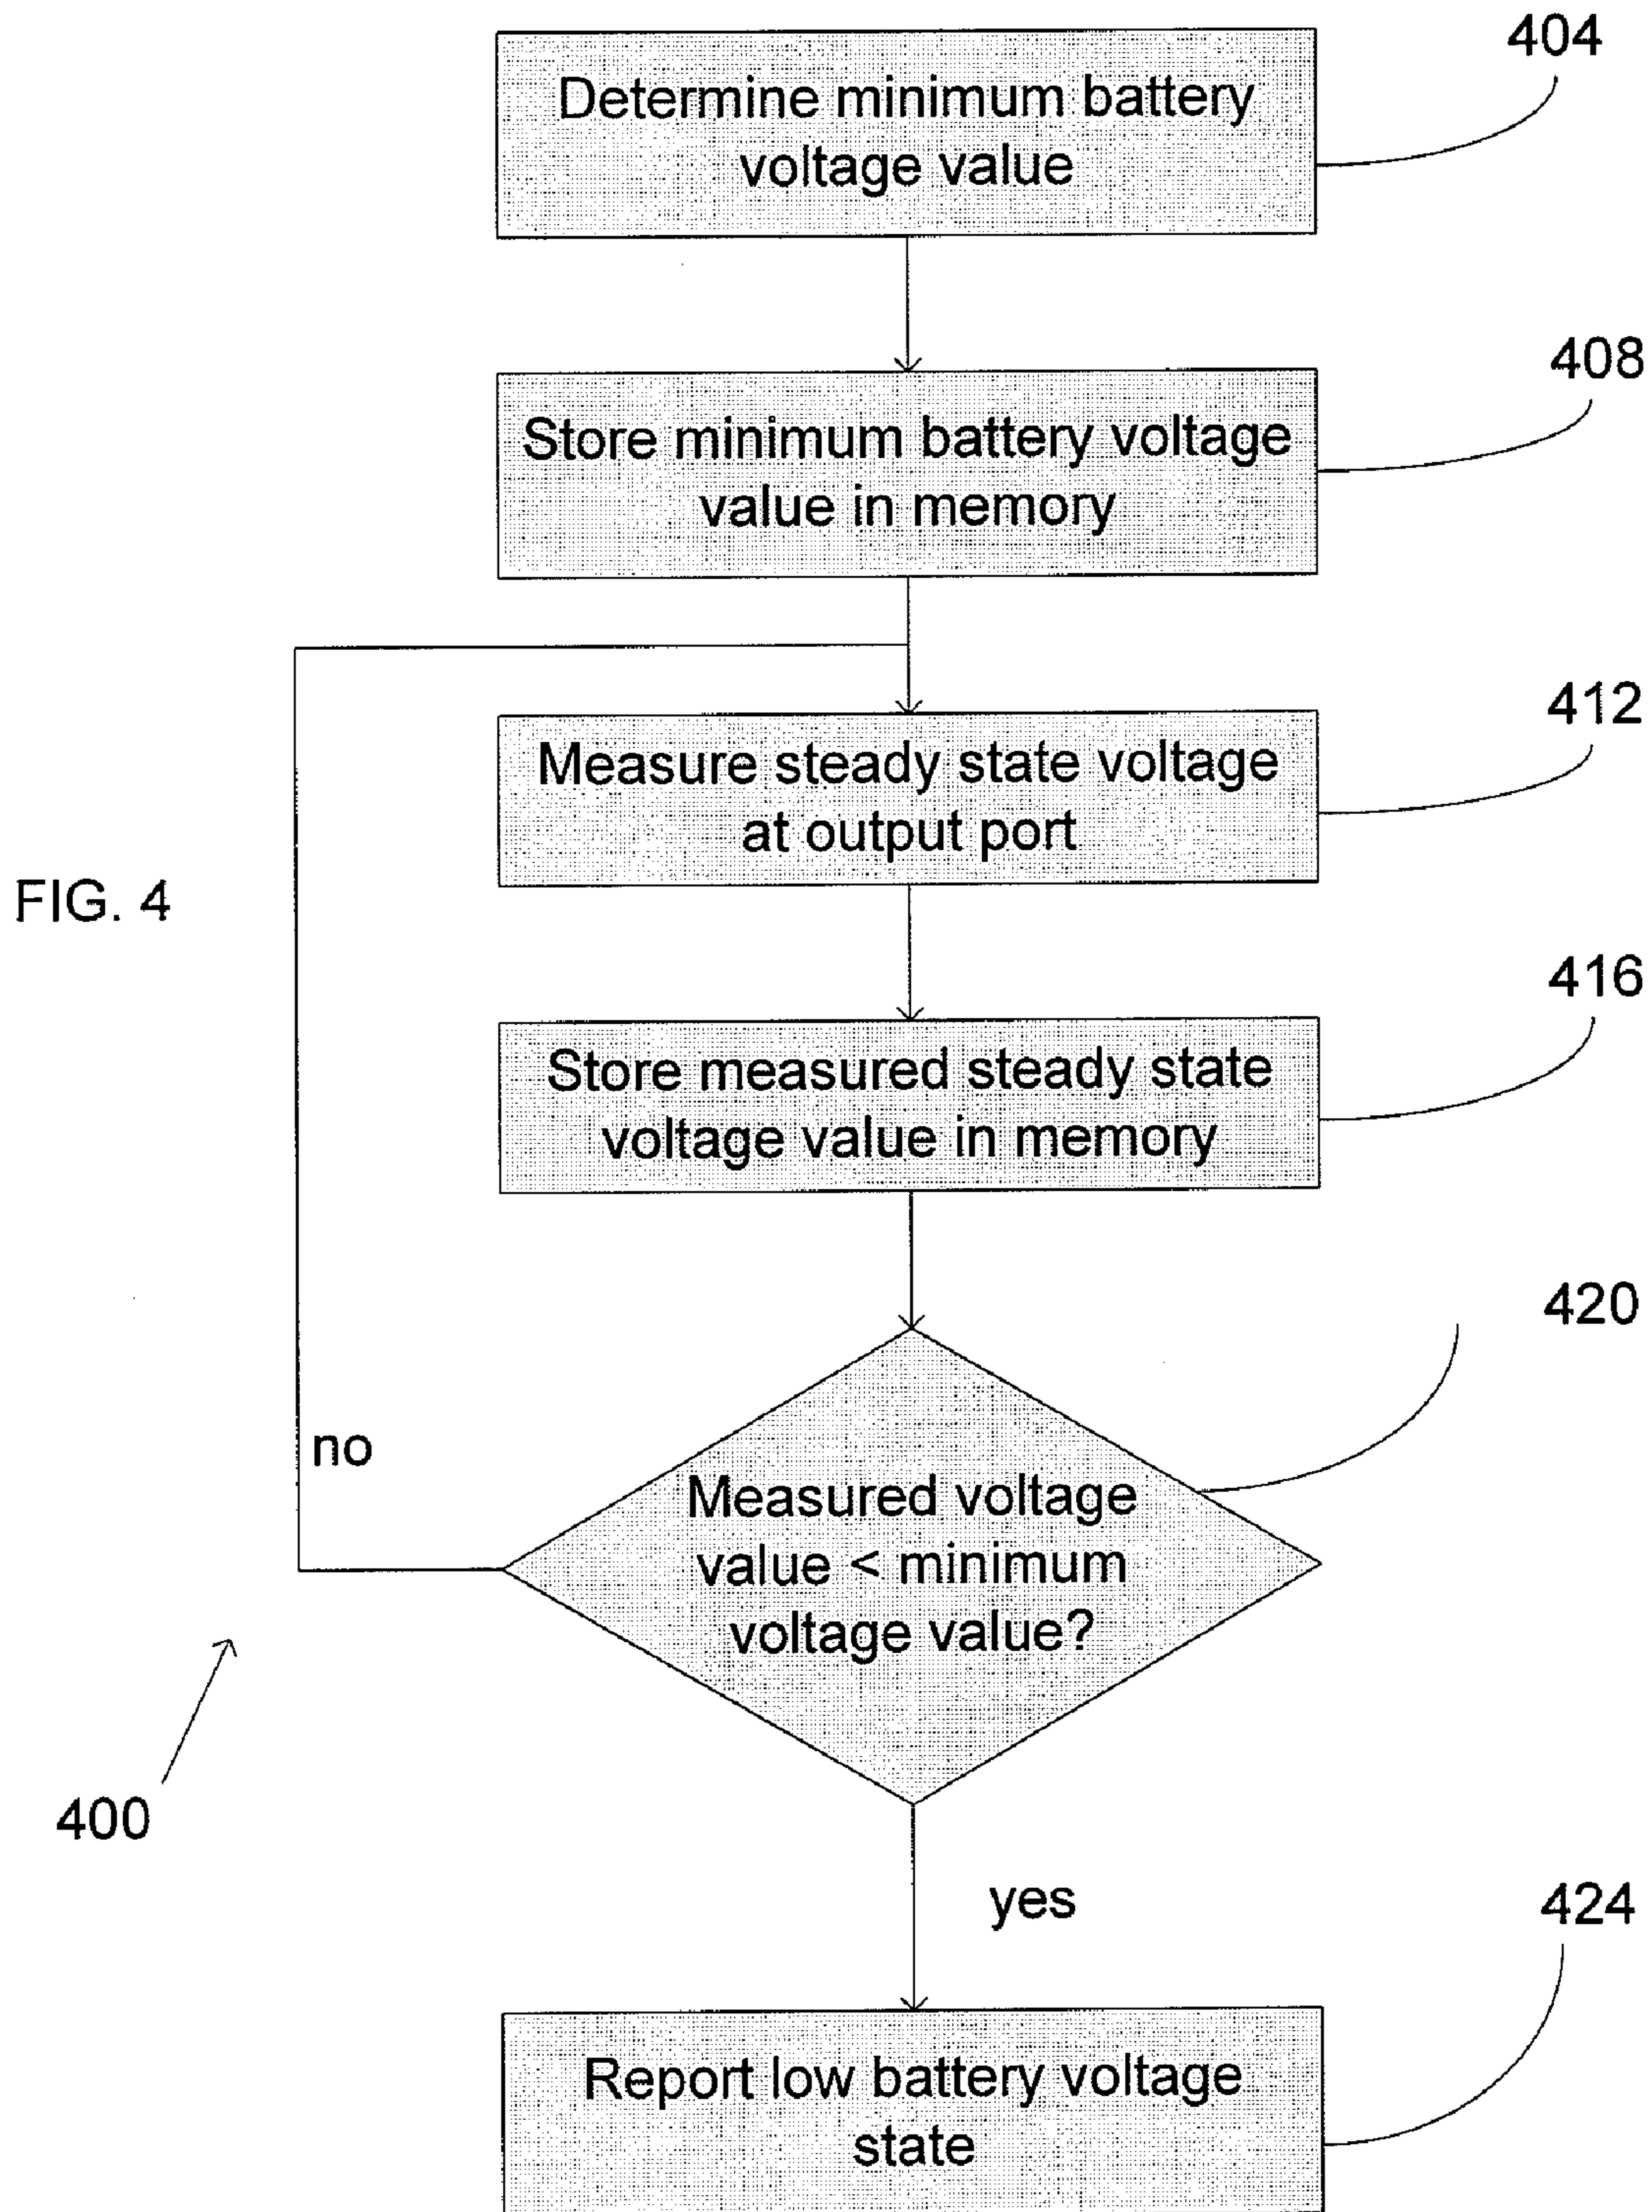 404
Determine minimum battery
voltage value
408
Store minimum battery voltage
value in memory
412
Measure steady state voltage
at output port
FIG. 4
416
Store measured steady state
voltage value in memory
420
no
Measured voltage
value < minimum
voltage value?
400
yes
424
Report low battery voltage
state